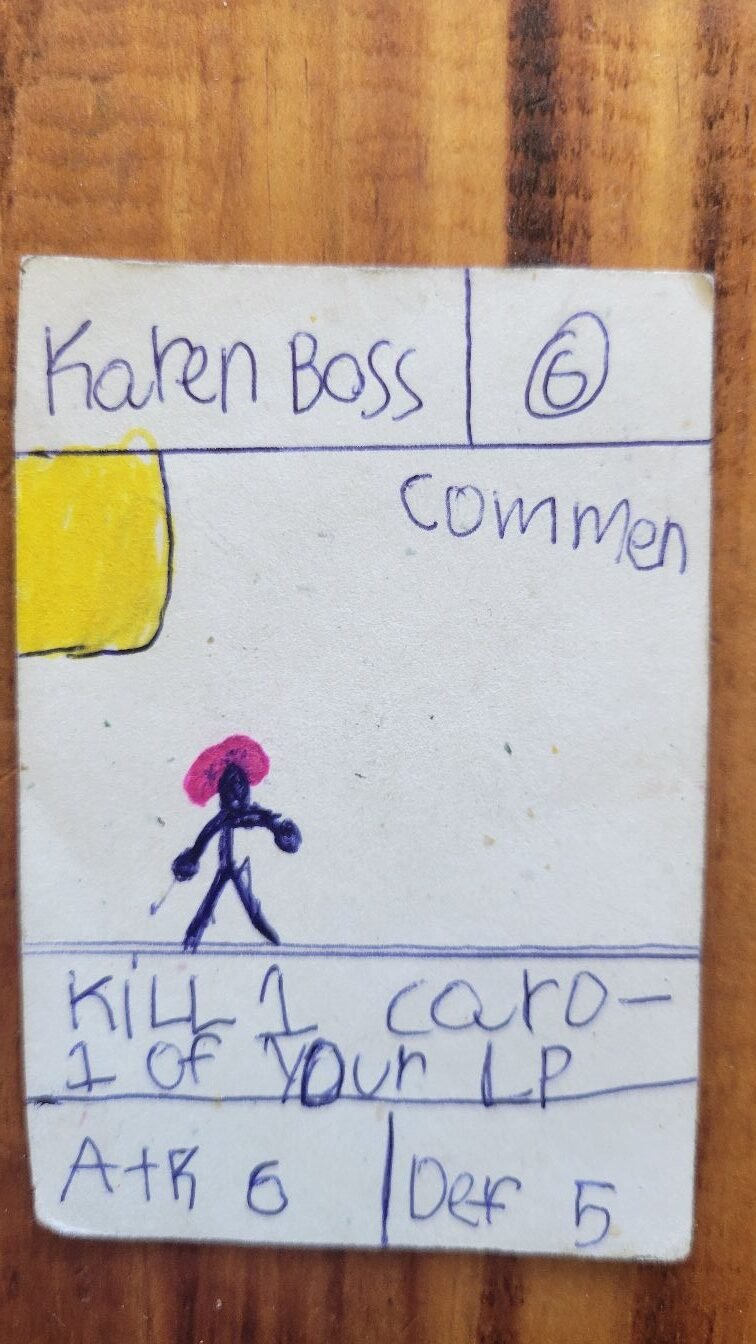 Karen Boss
6
Commen
KiLL 1 card -
1 Of YOur LP
AtK 6
Def 5